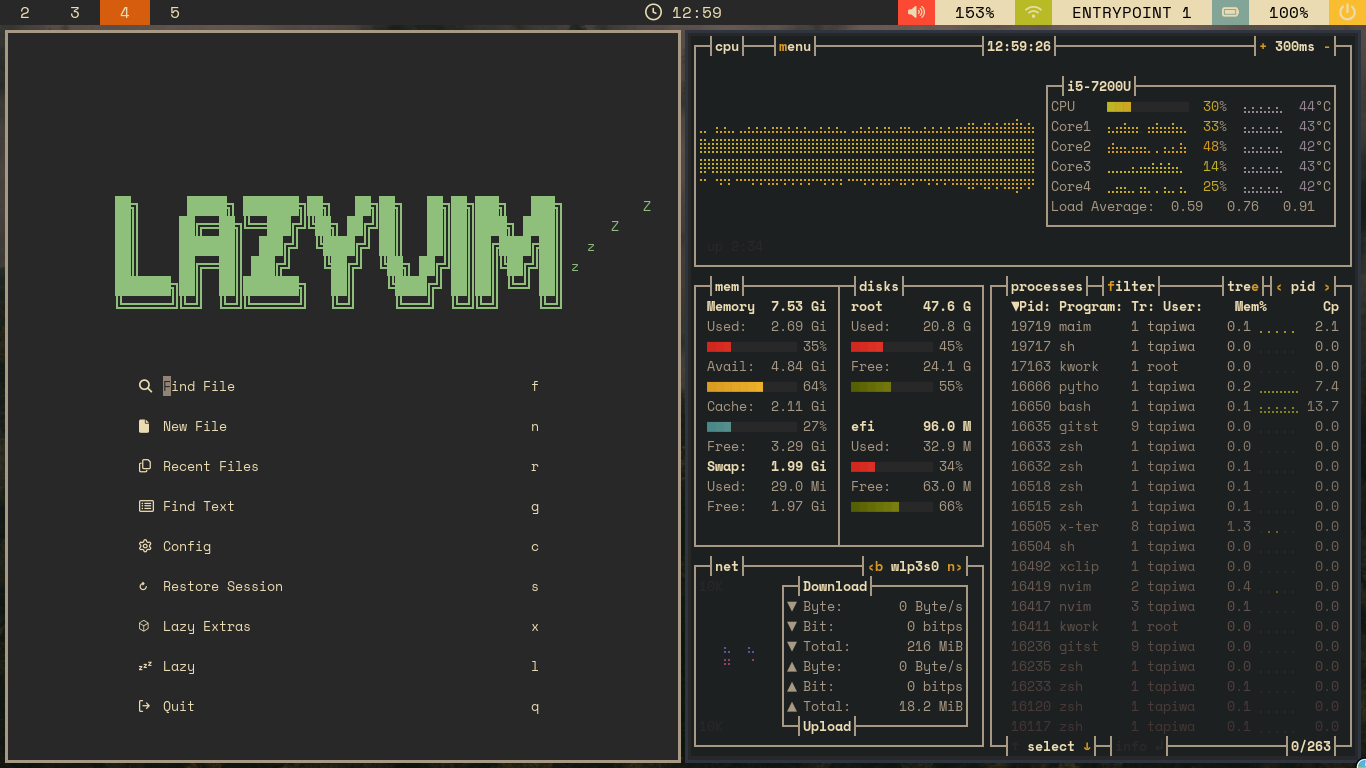 2 3 4 5 12:59 153% ENTRYPOINT 1 100%
LAZYVIM
Z
Z
z
z
Find File f
New File n
Recent Files r
Find Text g
Config c
Restore Session s
Lazy Extras x
Lazy l
Quit q
cpu menu 12:59:26 + 300ms -
i5-7200U
CPU 30% 44°C
Core1 33% 43°C
Core2 48% 42°C
Core3 14% 43°C
Core4 25% 42°C
Load Average: 0.59 0.76 0.91
up 2:34
mem
Memory 7.53 Gi
Used: 2.69 Gi
35%
Avail: 4.84 Gi
64%
Cache: 2.11 Gi
27%
Free: 3.29 Gi
Swap: 1.99 Gi
Used: 29.0 Mi
Free: 1.97 Gi
disks
root 47.6 G
Used: 20.8 G
45%
Free: 24.1 G
55%
efi 96.0 M
Used: 32.9 M
34%
Free: 63.0 M
66%
net ‹b wlp3s0 n›
10K
Download
▼ Byte: 0 Byte/s
▼ Bit: 0 bitps
▼ Total: 216 MiB
▲ Byte: 0 Byte/s
▲ Bit: 0 bitps
▲ Total: 18.2 MiB
Upload
10K
processes filter tree ‹ pid ›
▼Pid: Program: Tr: User: Mem% Cp
19719 maim 1 tapiwa 0.1 2.1
19717 sh 1 tapiwa 0.0 0.0
17163 kwork 1 root 0.0 0.0
16666 pytho 1 tapiwa 0.2 7.4
16650 bash 1 tapiwa 0.1 13.7
16635 gitst 9 tapiwa 0.0 0.0
16633 zsh 1 tapiwa 0.0 0.0
16632 zsh 1 tapiwa 0.1 0.0
16518 zsh 1 tapiwa 0.1 0.0
16515 zsh 1 tapiwa 0.1 0.0
16505 x-ter 8 tapiwa 1.3 0.0
16504 sh 1 tapiwa 0.0 0.0
16492 xclip 1 tapiwa 0.0 0.0
16419 nvim 2 tapiwa 0.4 0.0
16417 nvim 3 tapiwa 0.1 0.0
16411 kwork 1 root 0.0 0.0
16236 gitst 9 tapiwa 0.0 0.0
16235 zsh 1 tapiwa 0.0 0.0
16233 zsh 1 tapiwa 0.1 0.0
16120 zsh 1 tapiwa 0.1 0.0
16117 zsh 1 tapiwa 0.1 0.0
↑ select ↓ info ↵ 0/263